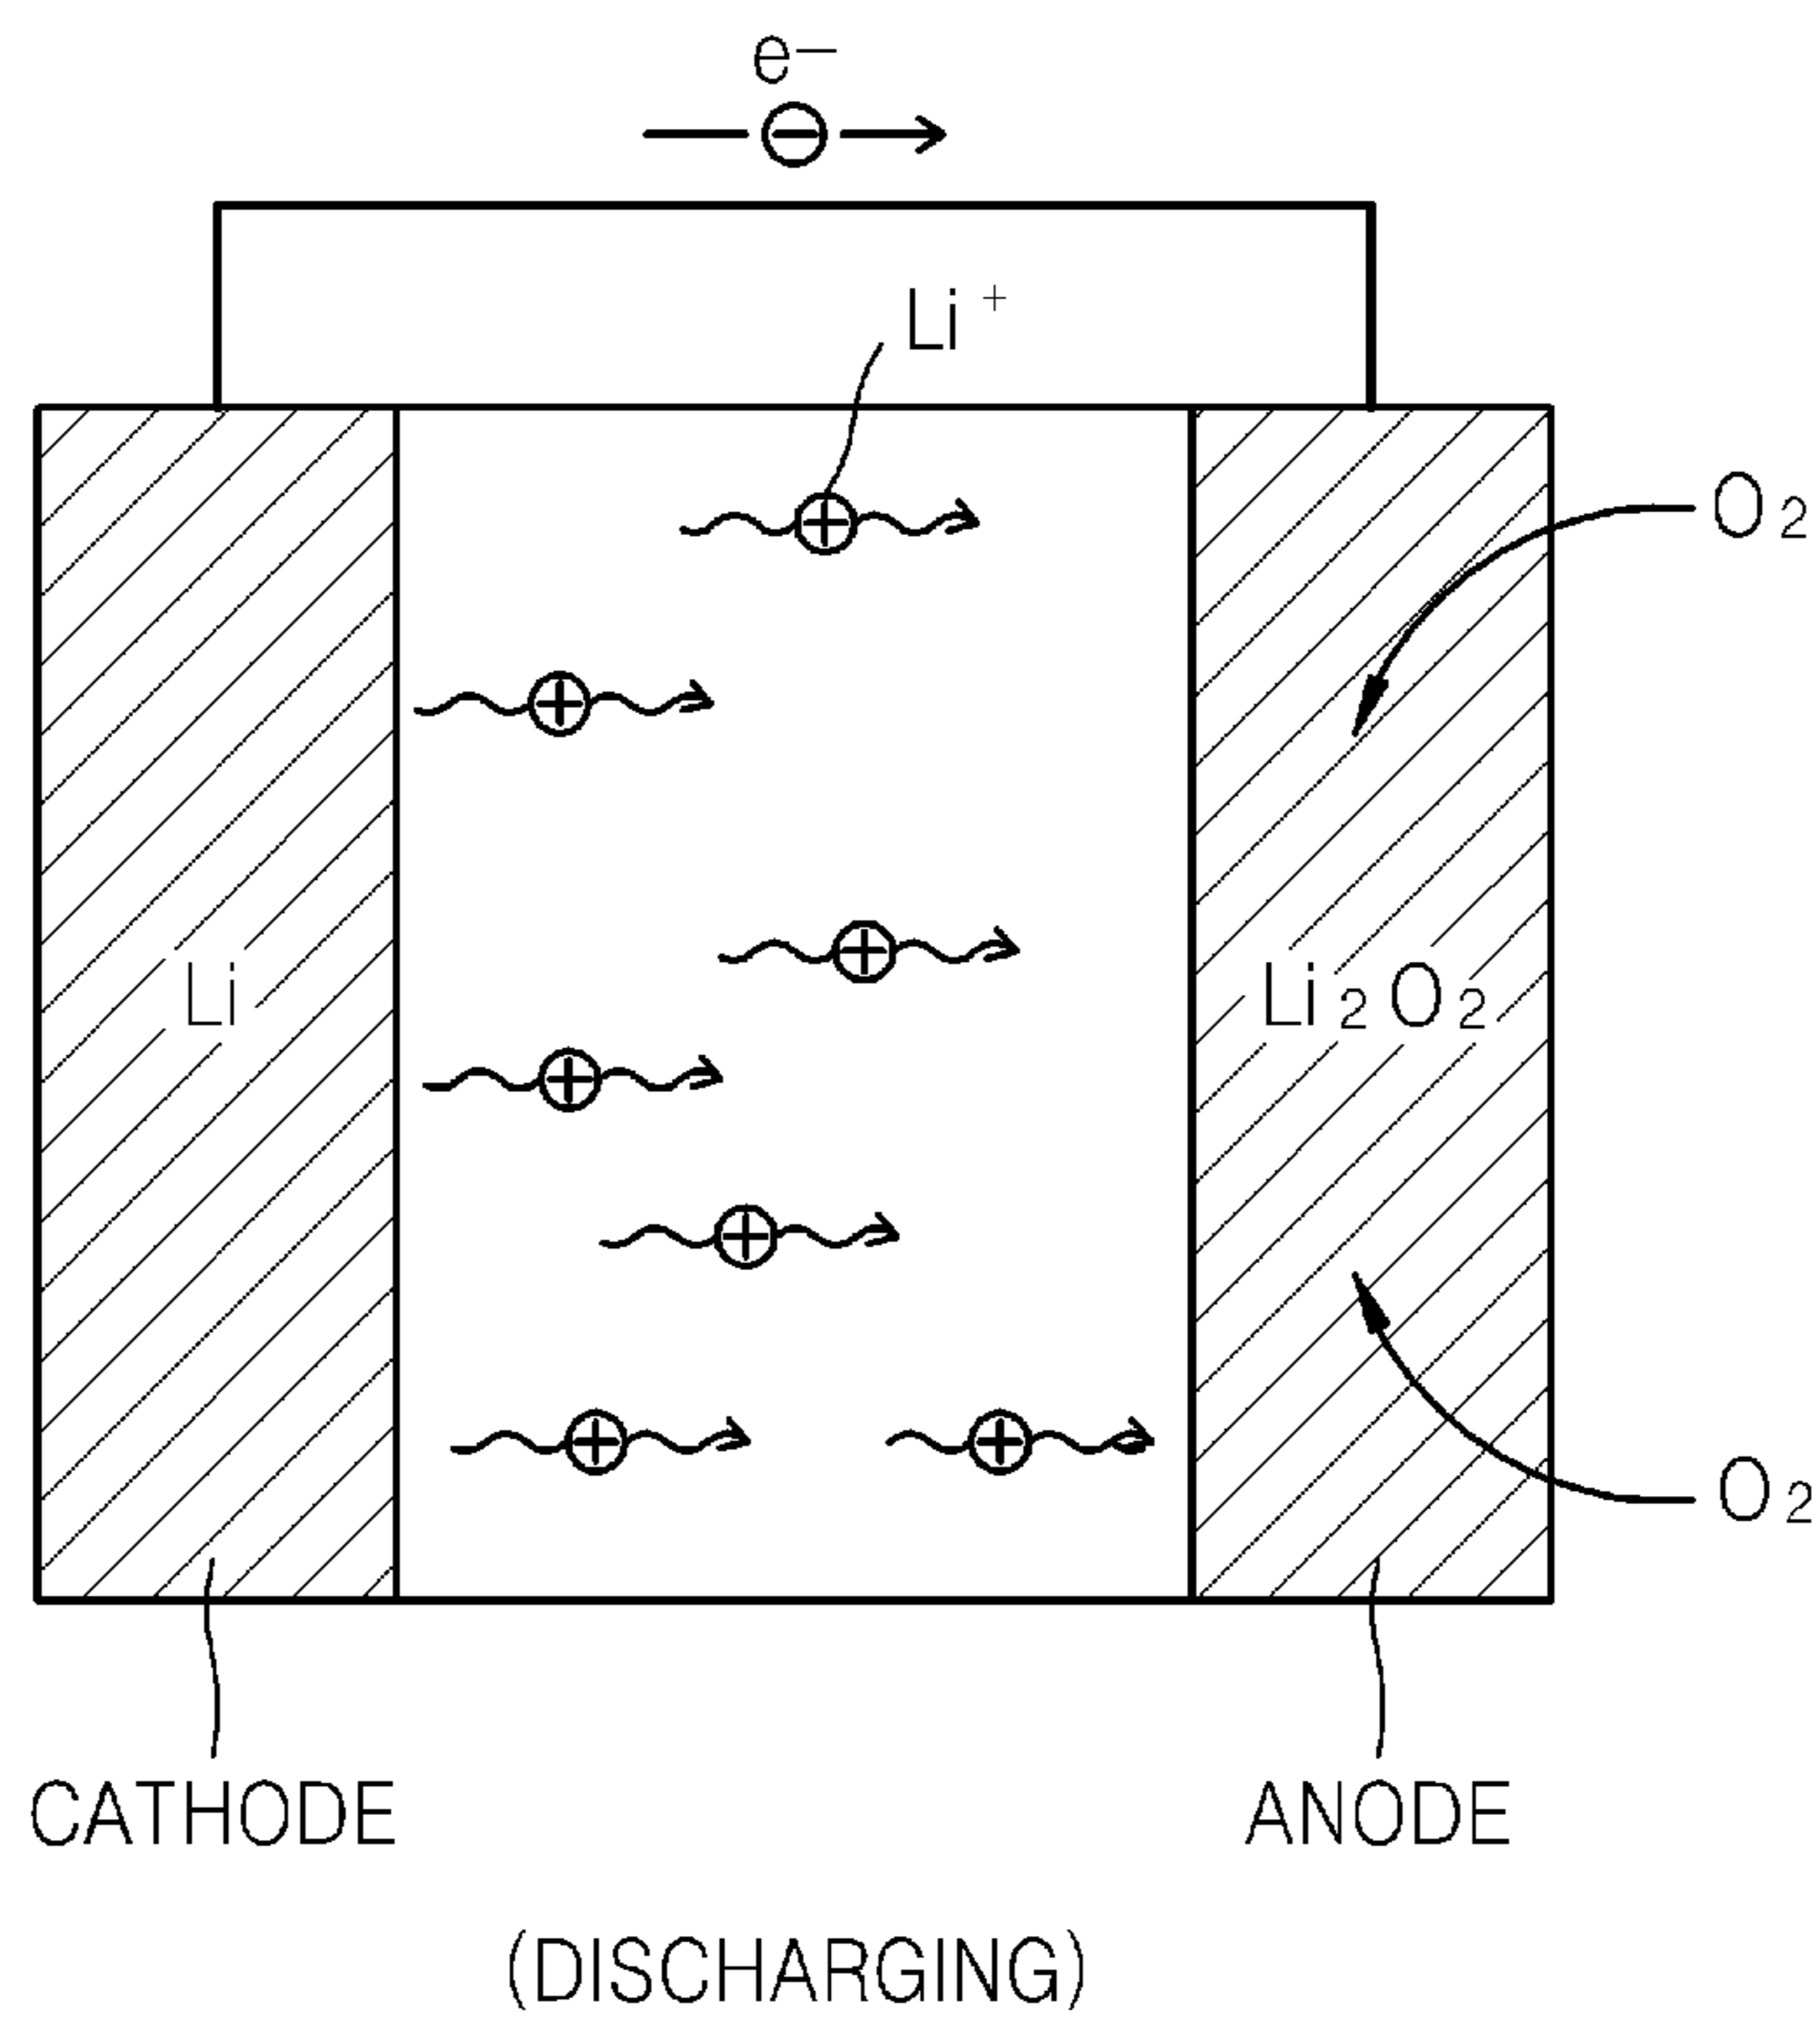 e−
Li⁺
O₂
Li
Li₂O₂
O₂
CATHODE
ANODE
(DISCHARGING)